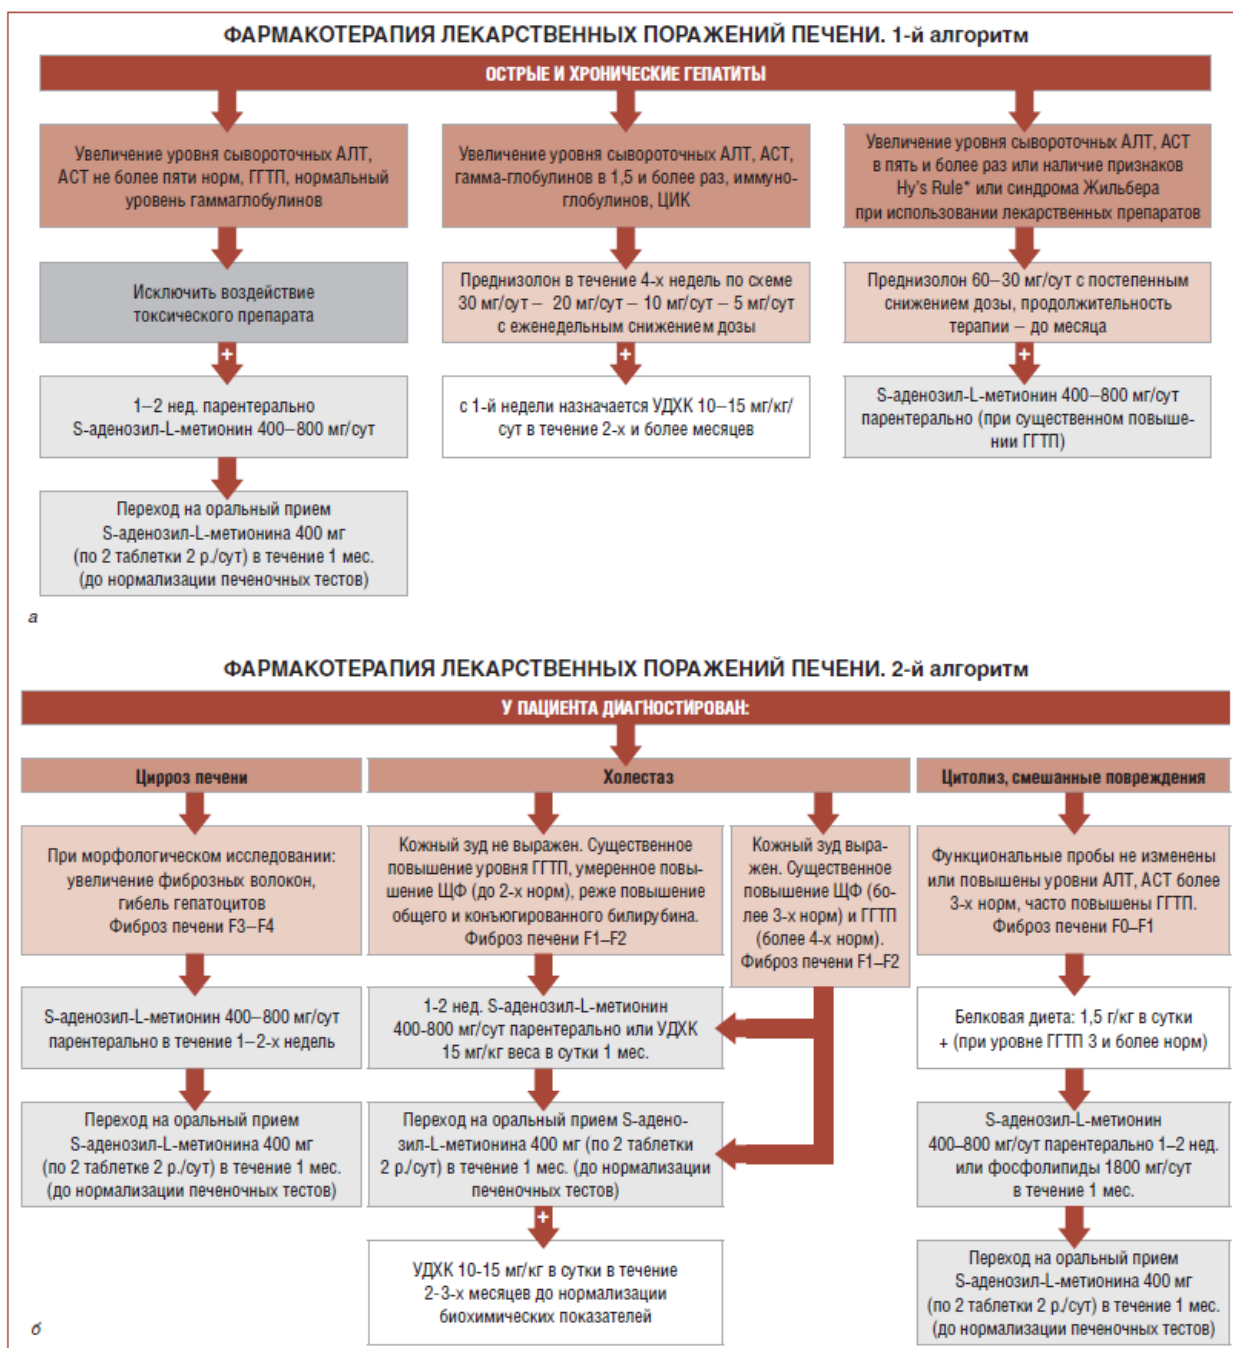 ФАРМАКОТЕРАПИЯ ЛЕКАРСТВЕННЫХ ПОРАЖЕНИЙ ПЕЧЕНИ. 1-й алгоритм
ОСТРЫЕ И ХРОНИЧЕСКИЕ ГЕПАТИТЫ
Увеличение уровня сывороточных АЛТ,
АСТ не более пяти норм, ГГТП, нормальный
уровень гаммаглобулинов
Исключить воздействие
токсического препарата
+
1–2 нед. парентерально
S-аденозил-L-метионин 400–800 мг/сут
Переход на оральный прием
S-аденозил-L-метионина 400 мг
(по 2 таблетки 2 р./сут) в течение 1 мес.
(до нормализации печеночных тестов)
Увеличение уровня сывороточных АЛТ, АСТ,
гамма-глобулинов в 1,5 и более раз, иммуно-
глобулинов, ЦИК
Преднизолон в течение 4-х недель по схеме
30 мг/сут – 20 мг/сут – 10 мг/сут – 5 мг/сут
с еженедельным снижением дозы
+
с 1-й недели назначается УДХК 10–15 мг/кг/
сут в течение 2-х и более месяцев
Увеличение уровня сывороточных АЛТ, АСТ
в пять и более раз или наличие признаков
Hy's Rule* или синдрома Жильбера
при использовании лекарственных препаратов
Преднизолон 60–30 мг/сут с постепенным
снижением дозы, продолжительность
терапии – до месяца
+
S-аденозил-L-метионин 400–800 мг/сут
парентерально (при существенном повыше-
нии ГГТП)
а
ФАРМАКОТЕРАПИЯ ЛЕКАРСТВЕННЫХ ПОРАЖЕНИЙ ПЕЧЕНИ. 2-й алгоритм
У ПАЦИЕНТА ДИАГНОСТИРОВАН:
Цирроз печени
При морфологическом исследовании:
увеличение фиброзных волокон,
гибель гепатоцитов
Фиброз печени F3–F4
S-аденозил-L-метионин 400–800 мг/сут
парентерально в течение 1–2-х недель
Переход на оральный прием
S-аденозил-L-метионина 400 мг
(по 2 таблетке 2 р./сут) в течение 1 мес.
(до нормализации печеночных тестов)
Холестаз
Кожный зуд не выражен. Существенное
повышение уровня ГГТП, умеренное повы-
шение ЩФ (до 2-х норм), реже повышение
общего и конъюгированного билирубина.
Фиброз печени F1–F2
Кожный зуд выра-
жен. Существенное
повышение ЩФ (бо-
лее 3-х норм) и ГГТП
(более 4-х норм).
Фиброз печени F1–F2
1-2 нед. S-аденозил-L-метионин
400-800 мг/сут парентерально или УДХК
15 мг/кг веса в сутки 1 мес.
Переход на оральный прием S-адено-
зил-L-метионина 400 мг (по 2 таблетки
2 р./сут) в течение 1 мес. (до нормализации
печеночных тестов)
+
УДХК 10-15 мг/кг в сутки в течение
2-3-х месяцев до нормализации
биохимических показателей
Цитолиз, смешанные повреждения
Функциональные пробы не изменены
или повышены уровни АЛТ, АСТ более
3-х норм, часто повышены ГГТП.
Фиброз печени F0–F1
Белковая диета: 1,5 г/кг в сутки
+ (при уровне ГГТП 3 и более норм)
S-аденозил-L-метионин
400–800 мг/сут парентерально 1–2 нед.
или фосфолипиды 1800 мг/сут
в течение 1 мес.
Переход на оральный прием
S-аденозил-L-метионина 400 мг
(по 2 таблетки 2 р./сут) в течение 1 мес.
(до нормализации печеночных тестов)
б